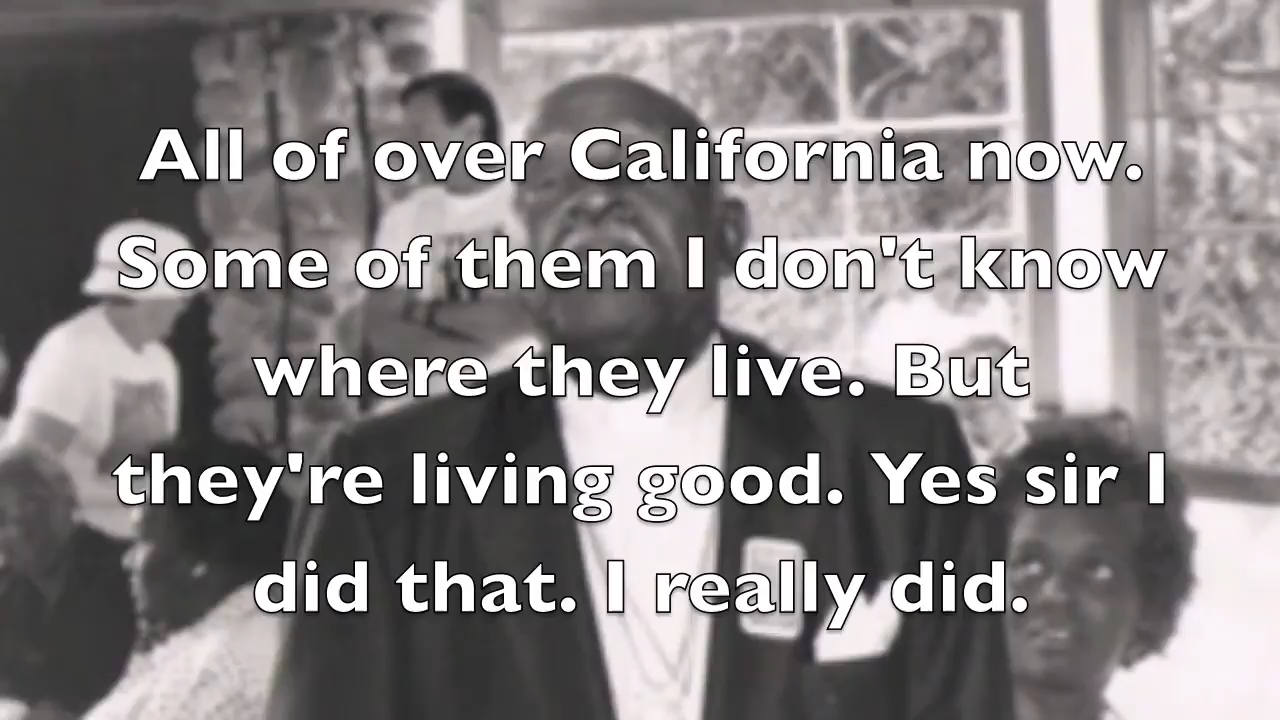 All of over California now.
Some of them I don't know
where they live. But
they're living good. Yes sir I
did that. I really did.